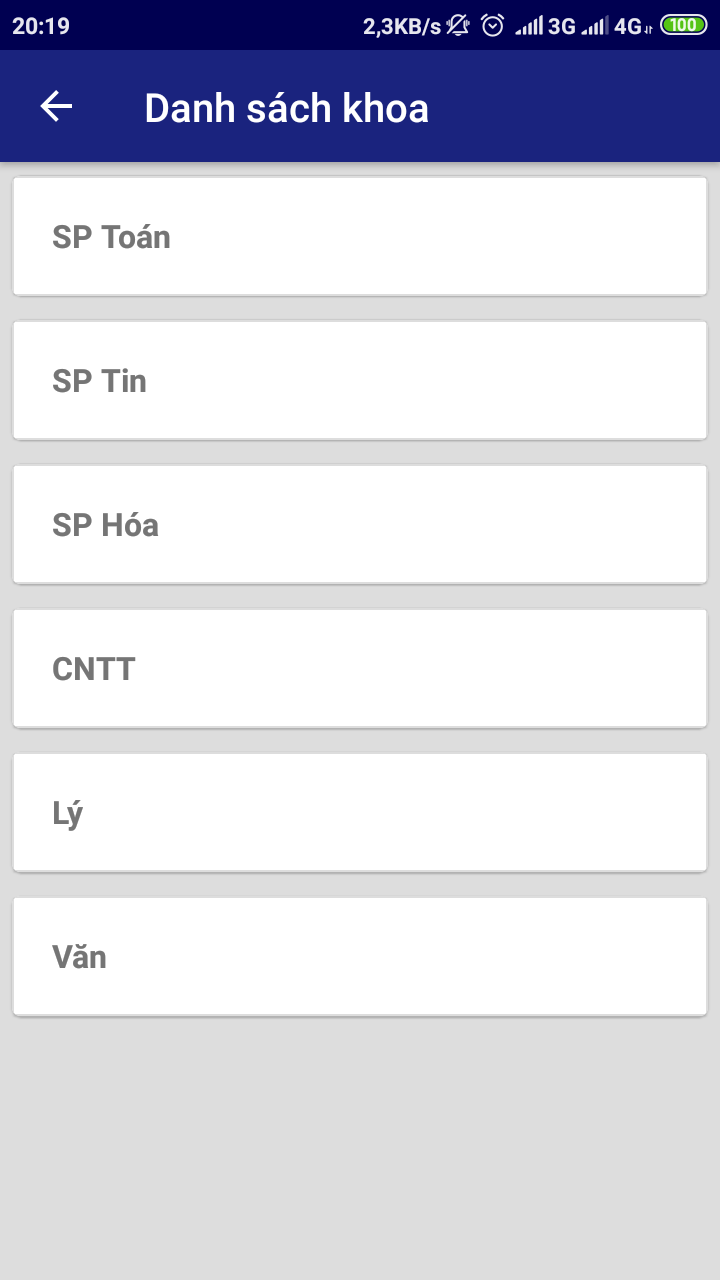 20:19 2,3KB/s 3G 4G 100
Danh sách khoa
SP Toán
SP Tin
SP Hóa
CNTT
Lý
Văn